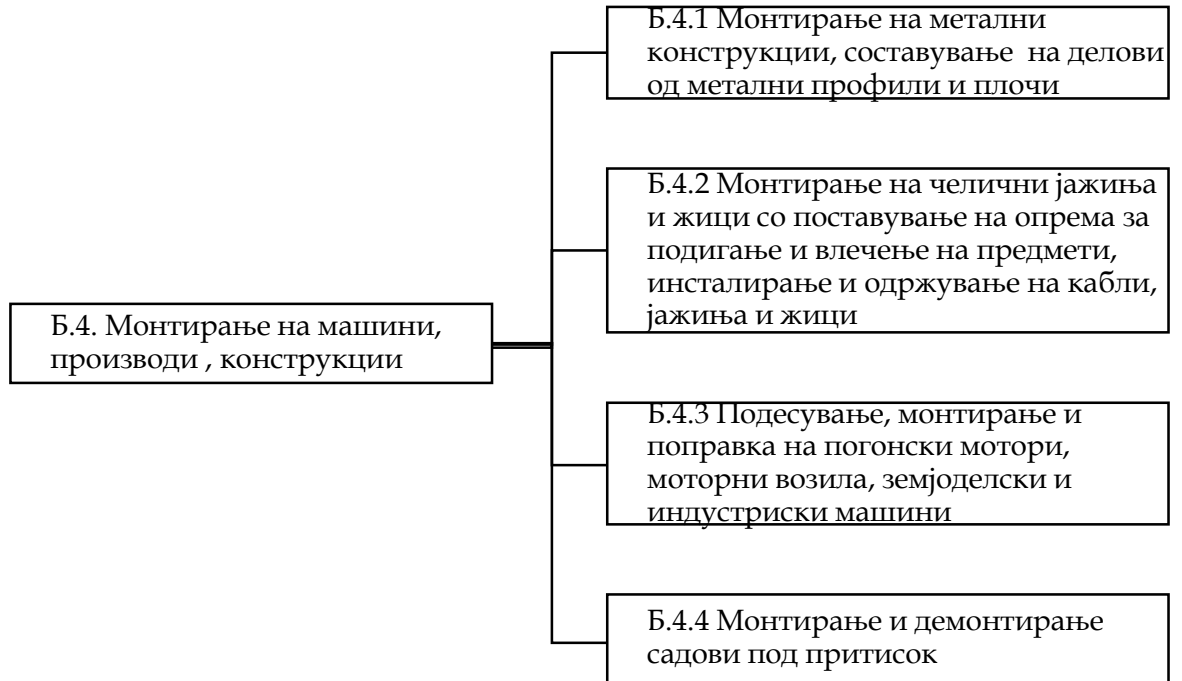 Б.4.1 Монтирање на метални
конструкции, составување на делови
од метални профили и плочи
Б.4.2 Монтирање на челични јажиња
и жици со поставување на опрема за
подигање и влечење на предмети,
инсталирање и одржување на кабли,
јажиња и жици
Б.4. Монтирање на машини,
производи , конструкции
Б.4.3 Подесување, монтирање и
поправка на погонски мотори,
моторни возила, земјоделски и
индустриски машини
Б.4.4 Монтирање и демонтирање
садови под притисок